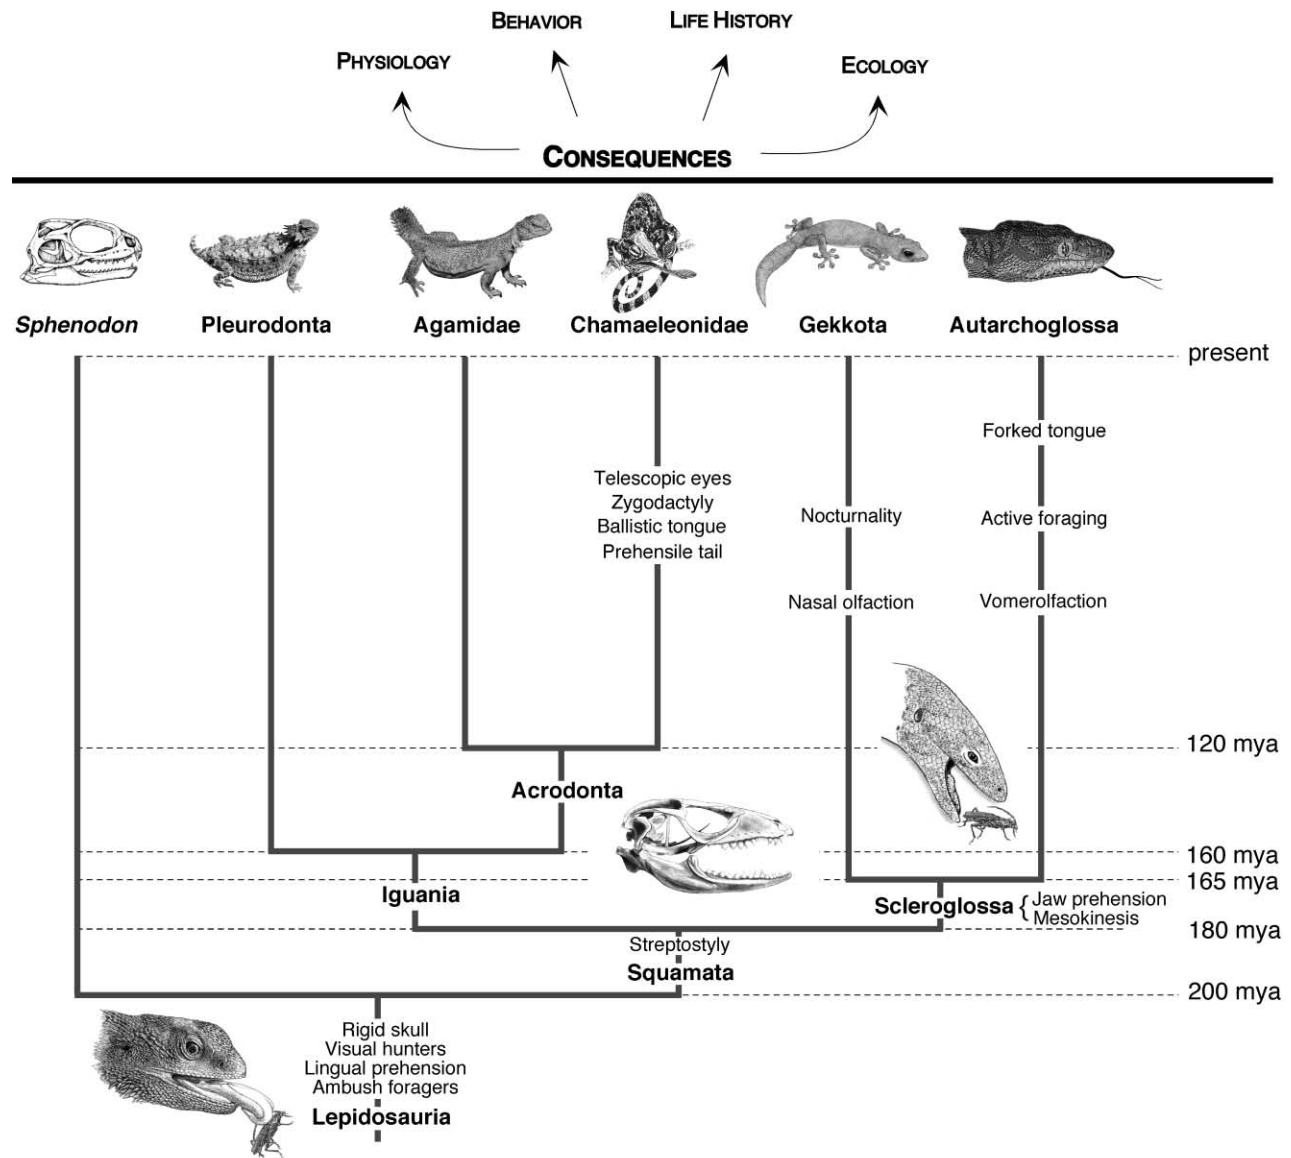 BEHAVIOR
LIFE HISTORY
PHYSIOLOGY
ECOLOGY
CONSEQUENCES
Sphenodon
Pleurodonta
Agamidae
Chamaeleonidae
Gekkota
Autarchoglossa
present
Forked tongue
Telescopic eyes
Zygodactyly
Ballistic tongue
Prehensile tail
Nocturnality
Active foraging
Nasal olfaction
Vomerolfaction
120 mya
Acrodonta
160 mya
165 mya
Iguania
Scleroglossa { Jaw prehension
Mesokinesis
180 mya
Streptostyly
Squamata
200 mya
Rigid skull
Visual hunters
Lingual prehension
Ambush foragers
Lepidosauria